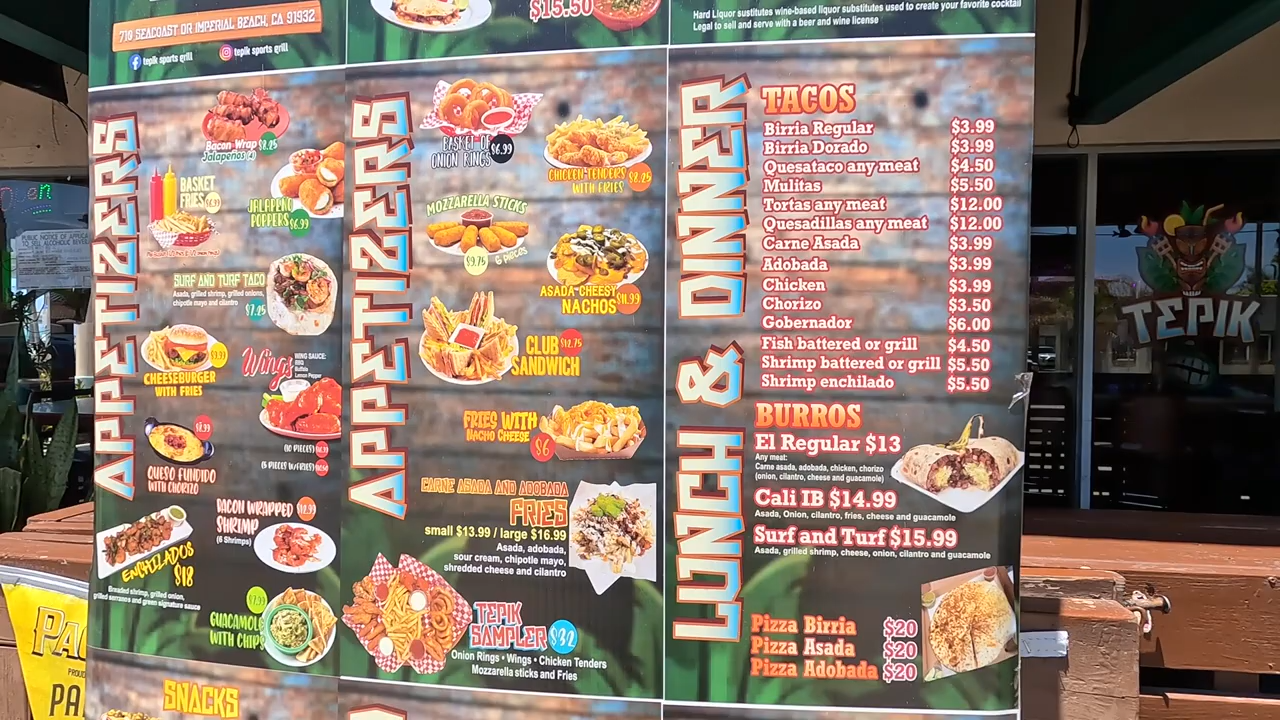 710 SEACOAST DR IMPERIAL BEACH, CA 91932
tepik sports grill
tepik sports grill
$15.50
Hard Liquor sustitutes wine-based liquor substitutes used to create your favorite cocktail
Legal to sell and serve with a beer and wine license
APPETIZERS
Bacon Wrap $8.25
Jalapeños (4)
BASKET
FRIES
JALAPEÑO
POPPERS $6.99
SURF AND TURF TACO
Asada, grilled shrimp, grilled onions,
chipotle mayo and cilantro
$7.25
$9.99
CHEESEBURGER
WITH FRIES
Wings
WING SAUCE:
BBQ
Buffalo
Lemon Pepper
(10 PIECES)
(5 PIECES W/FRIES)
$8.99
QUESO FUNDIDO
WITH CHORIZO
BACON WRAPPED $12.99
SHRIMP
(6 Shrimps)
ENCHILADOS
$18
Breaded shrimp, grilled onion,
grilled serranos and green signature sauce
$7.99
GUACAMOLE
WITH CHIPS
SNACKS
APPETIZERS
BASKET OF
ONION RINGS $6.99
CHICKEN TENDERS
WITH FRIES $8.25
MOZZARELLA STICKS
$9.75 6 pieces
ASADA CHEESY
NACHOS $11.99
CLUB $12.75
SANDWICH
FRIES WITH
NACHO CHEESE $6
CARNE ASADA AND ADOBADA
FRIES
small $13.99 / large $16.99
Asada, adobada,
sour cream, chipotle mayo,
shredded cheese and cilantro
TEPIK
SAMPLER $32
Onion Rings • Wings • Chicken Tenders
Mozzarella sticks and Fries
LUNCH & DINNER
TACOS
Birria Regular $3.99
Birria Dorado $3.99
Quesataco any meat $4.50
Mulitas $5.50
Tortas any meat $12.00
Quesadillas any meat $12.00
Carne Asada $3.99
Adobada $3.99
Chicken $3.99
Chorizo $3.50
Gobernador $6.00
Fish battered or grill $4.50
Shrimp battered or grill $5.50
Shrimp enchilado $5.50
BURROS
El Regular $13
Any meat:
Carne asada, adobada, chicken, chorizo
(onion, cilantro, cheese and guacamole)
Cali IB $14.99
Asada, Onion, cilantro, fries, cheese and guacamole
Surf and Turf $15.99
Asada, grilled shrimp, cheese, onion, cilantro and guacamole
Pizza Birria $20
Pizza Asada $20
Pizza Adobada $20
TEPIK
PUBLIC NOTICE OF APPLICA
TO SELL ALCOHOLIC BEVE